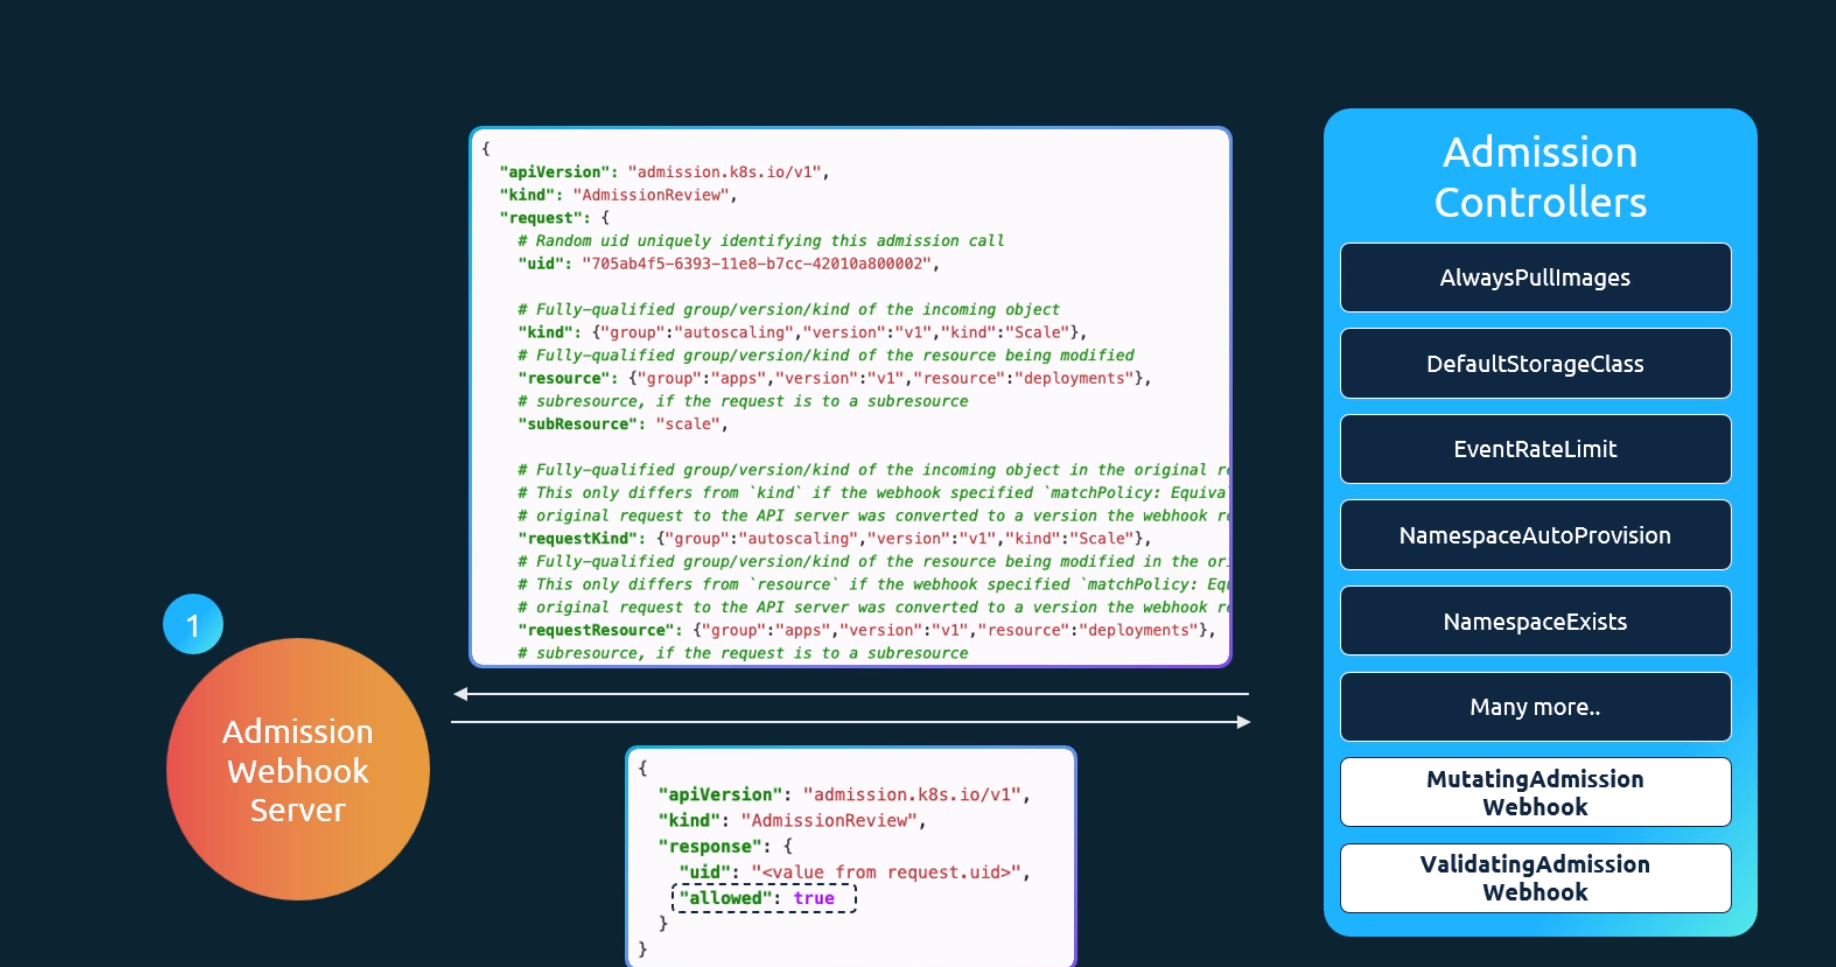 {
"apiVersion": "admission.k8s.io/v1",
"kind": "AdmissionReview",
"request": {
# Random uid uniquely identifying this admission call
"uid": "705ab4f5-6393-11e8-b7cc-42010a800002",
# Fully-qualified group/version/kind of the incoming object
"kind": {"group":"autoscaling","version":"v1","kind":"Scale"},
# Fully-qualified group/version/kind of the resource being modified
"resource": {"group":"apps","version":"v1","resource":"deployments"},
# subresource, if the request is to a subresource
"subResource": "scale",
# Fully-qualified group/version/kind of the incoming object in the original
# This only differs from `kind` if the webhook specified `matchPolicy:
# original request to the API server was converted to a version the webhook
"requestKind": {"group":"autoscaling","version":"v1","kind":"Scale"},
# Fully-qualified group/version/kind of the resource being modified in the
# This only differs from `resource` if the webhook specified `matchPolicy:
# original request to the API server was converted to a version the webhook
"requestResource": {"group":"apps","version":"v1","resource":"deployments"},
# subresource, if the request is to a subresource
1
Admission
Webhook
Server
{
"apiVersion": "admission.k8s.io/v1",
"kind": "AdmissionReview",
"response": {
"uid": "<value from request.uid>",
"allowed": true
}
}
Admission
Controllers
AlwaysPullImages
DefaultStorageClass
EventRateLimit
NamespaceAutoProvision
NamespaceExists
Many more..
MutatingAdmission
Webhook
ValidatingAdmission
Webhook